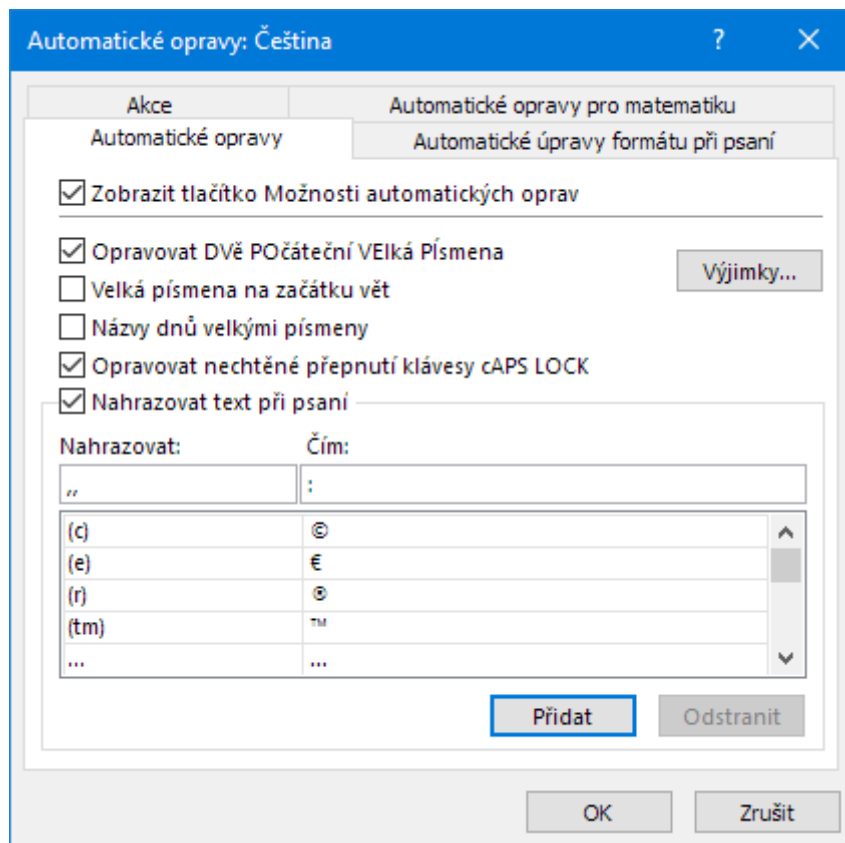 Automatické opravy: Čeština ? ×
Akce Automatické opravy pro matematiku
Automatické opravy Automatické úpravy formátu při psaní
Zobrazit tlačítko Možnosti automatických oprav
Opravovat DVě POčáteční VElká PÍsmena
Výjimky...
Velká písmena na začátku vět
Názvy dnů velkými písmeny
Opravovat nechtěné přepnutí klávesy cAPS LOCK
Nahrazovat text při psaní
Nahrazovat: Čím:
,, :
(c) ©
(e) €
(r) ®
(tm) ™
... …
Přidat Odstranit
OK Zrušit